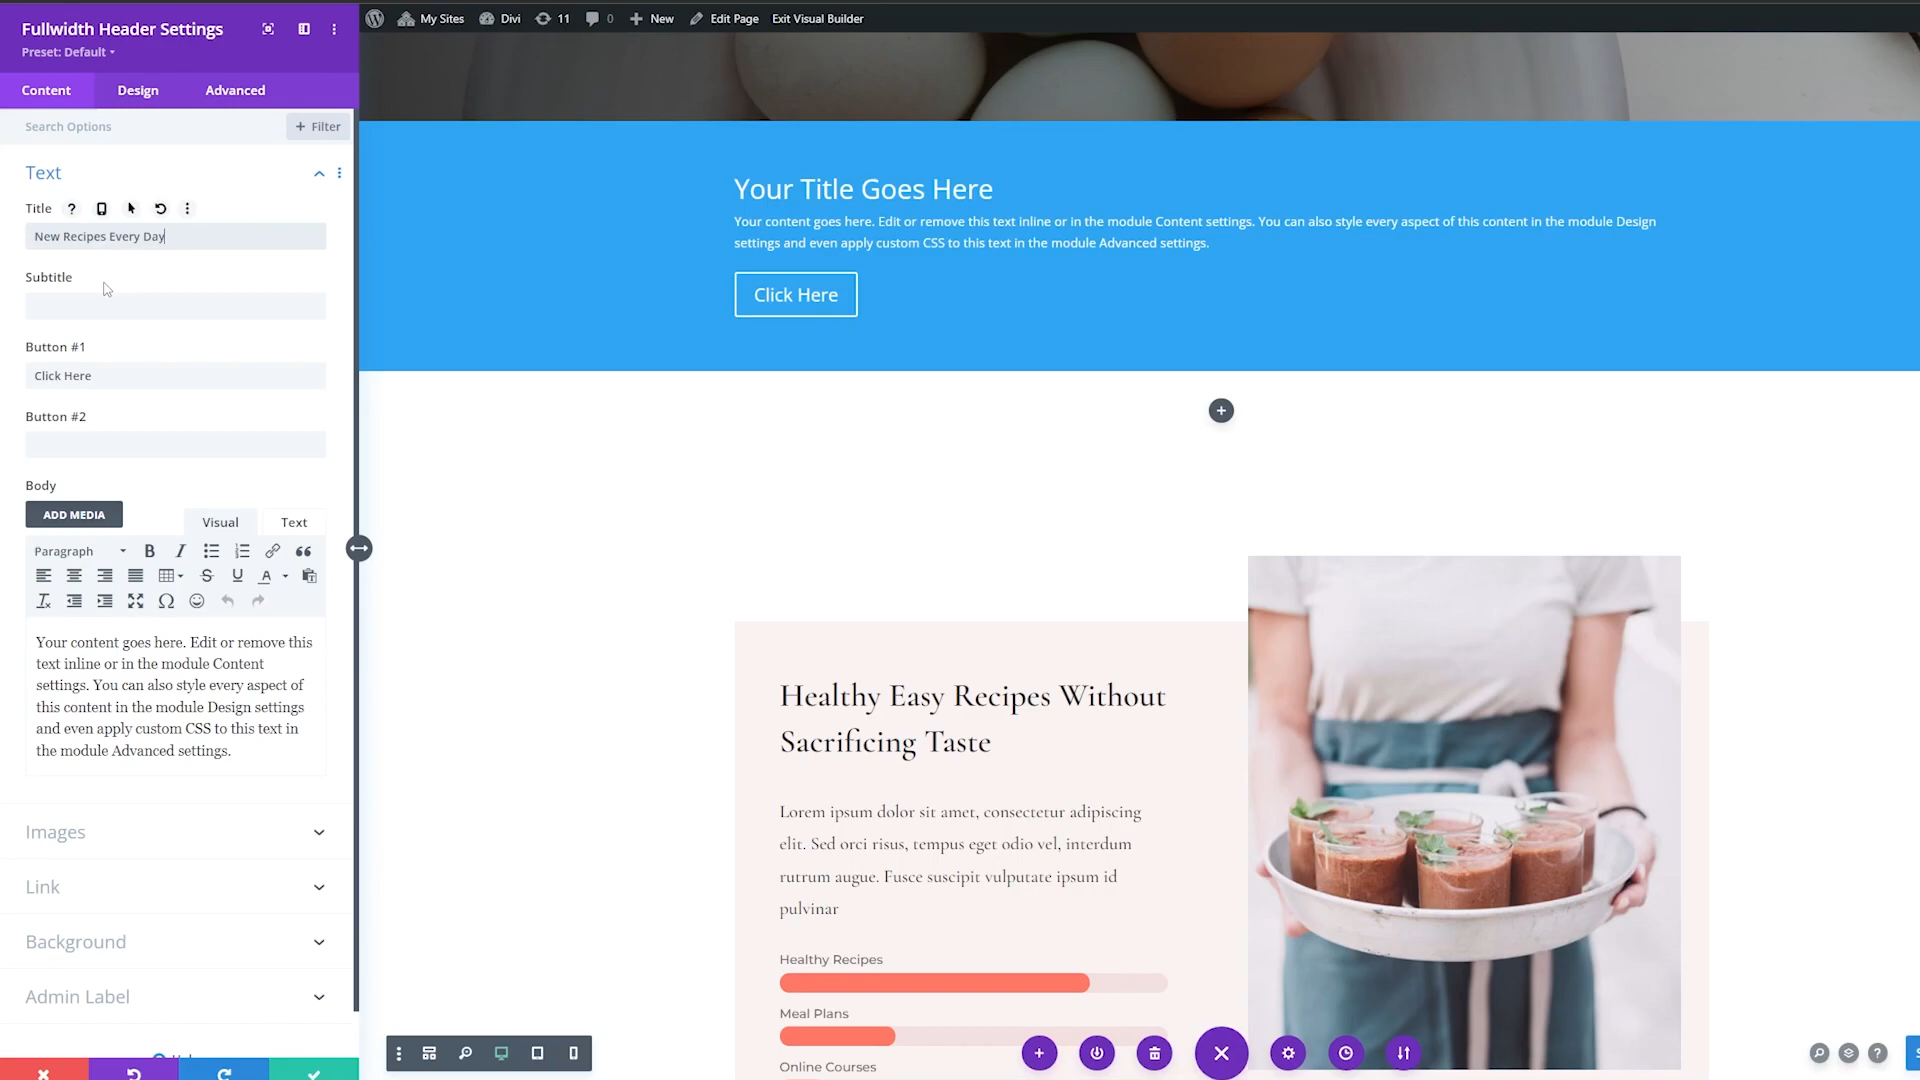 Fullwidth Header Settings
Preset: Default
My Sites
Divi
11
0
New
Edit Page
Exit Visual Builder
Content
Design
Advanced
Search Options
+ Filter
Text
Title
New Recipes Every Day
Subtitle
Button #1
Click Here
Button #2
Body
ADD MEDIA
Visual
Text
Paragraph
Your content goes here. Edit or remove this
text inline or in the module Content
settings. You can also style every aspect of
this content in the module Design settings
and even apply custom CSS to this text in
the module Advanced settings.
Images
Link
Background
Admin Label
Your Title Goes Here
Your content goes here. Edit or remove this text inline or in the module Content settings. You can also style every aspect of this content in the module Design
settings and even apply custom CSS to this text in the module Advanced settings.
Click Here
Healthy Easy Recipes Without
Sacrificing Taste
Lorem ipsum dolor sit amet, consectetur adipiscing
elit. Sed orci risus, tempus eget odio vel, interdum
rutrum augue. Fusce suscipit vulputate ipsum id
pulvinar
Healthy Recipes
Meal Plans
Online Courses